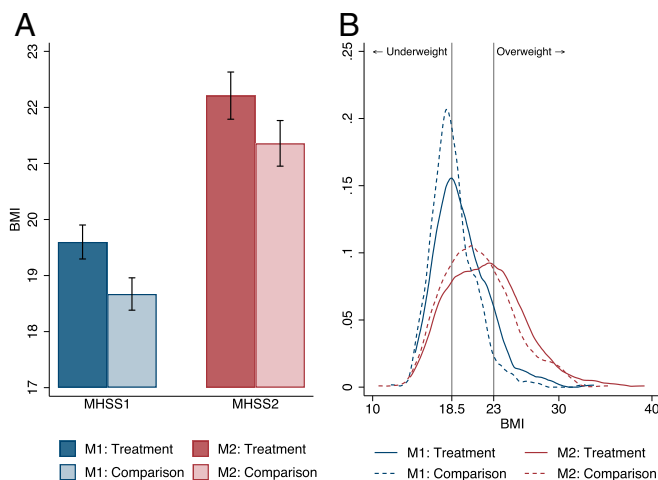 A
23
22
21
20
19
18
17
BMI
MHSS1
MHSS2
M1: Treatment
M2: Treatment
M1: Comparison
M2: Comparison
B
.25
.2
.15
.1
.05
0
← Underweight
Overweight →
10
18.5
23
30
40
BMI
M1: Treatment
M2: Treatment
M1: Comparison
M2: Comparison